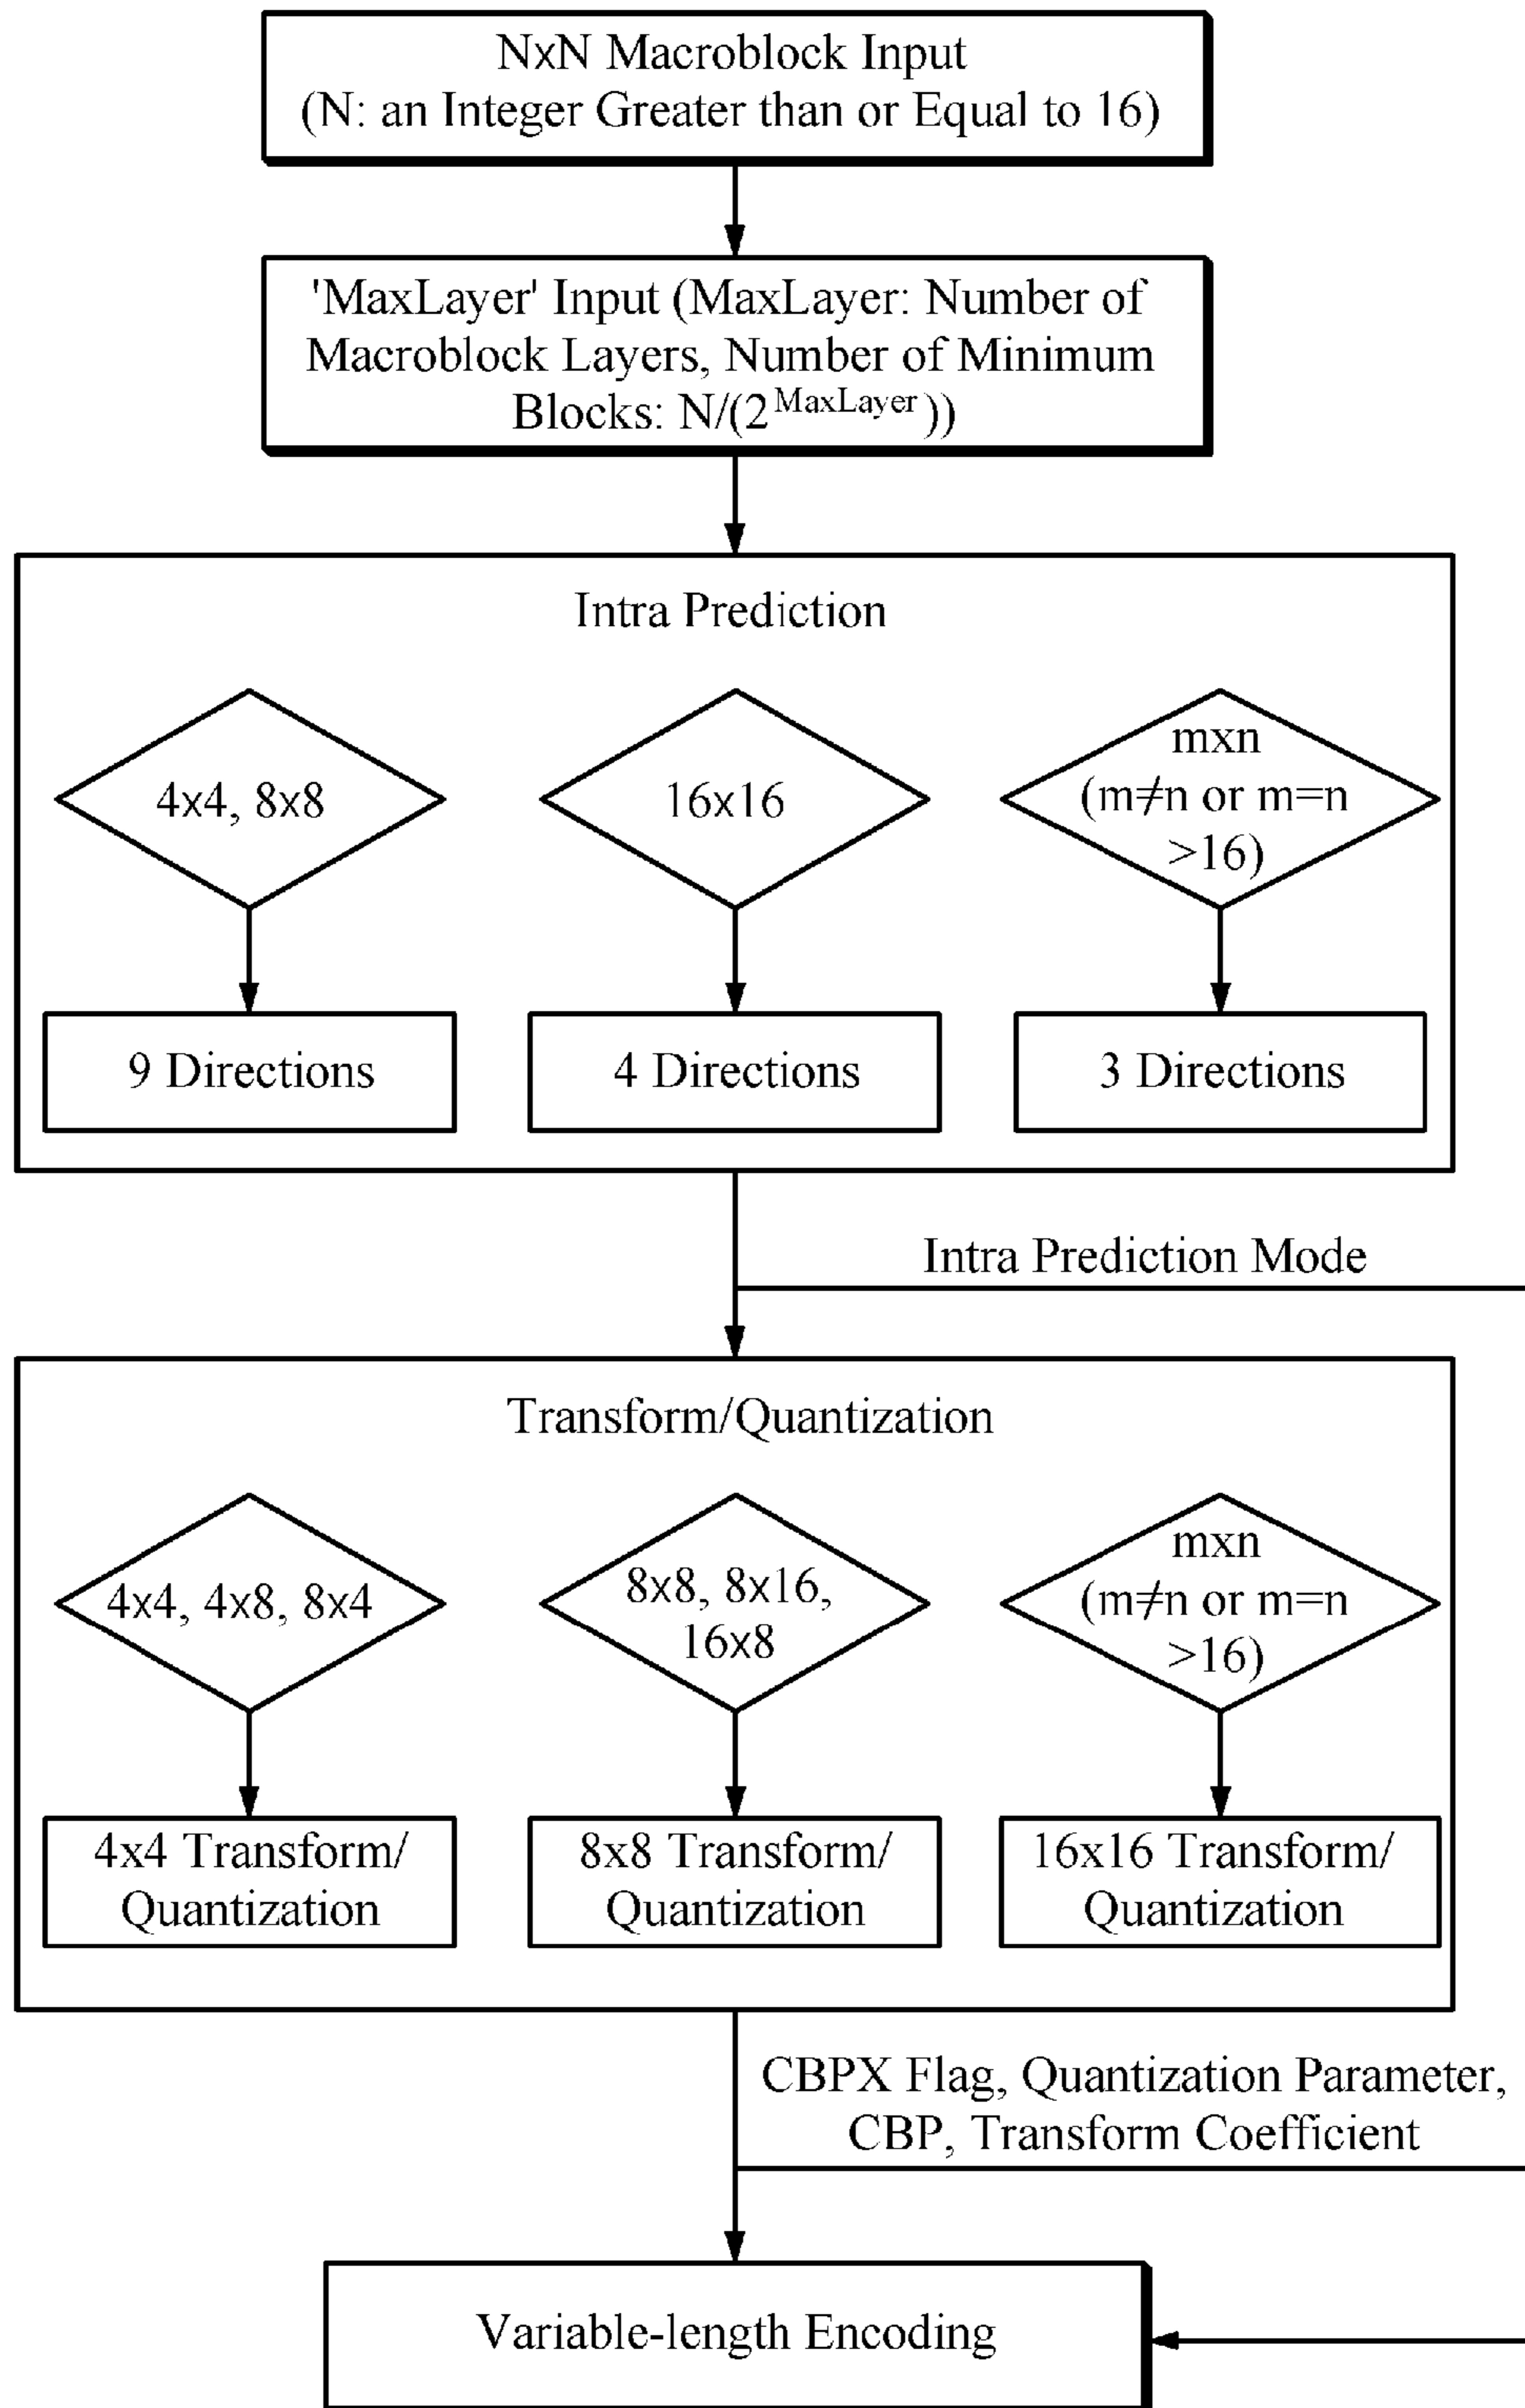 NxN Macroblock Input
(N: an Integer Greater than or Equal to 16)
'MaxLayer' Input (MaxLayer: Number of
Macroblock Layers, Number of Minimum
Blocks: N/(2^MaxLayer))
Intra Prediction
4x4, 8x8
16x16
mxn
(m≠n or m=n
>16)
9 Directions
4 Directions
3 Directions
Intra Prediction Mode
Transform/Quantization
4x4, 4x8, 8x4
8x8, 8x16,
16x8
mxn
(m≠n or m=n
>16)
4x4 Transform/
Quantization
8x8 Transform/
Quantization
16x16 Transform/
Quantization
CBPX Flag, Quantization Parameter,
CBP, Transform Coefficient
Variable-length Encoding